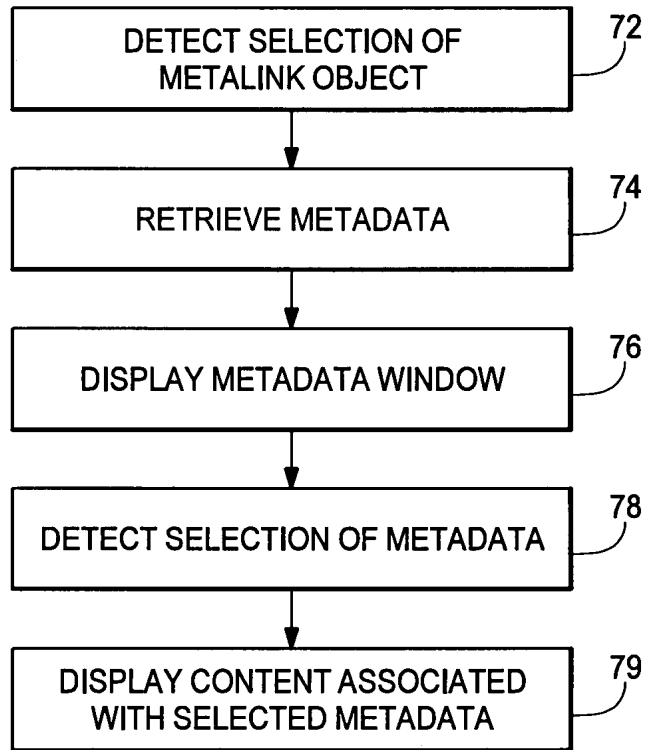 DETECT SELECTION OF
METALINK OBJECT
72
RETRIEVE METADATA
74
DISPLAY METADATA WINDOW
76
DETECT SELECTION OF METADATA
78
DISPLAY CONTENT ASSOCIATED
WITH SELECTED METADATA
79